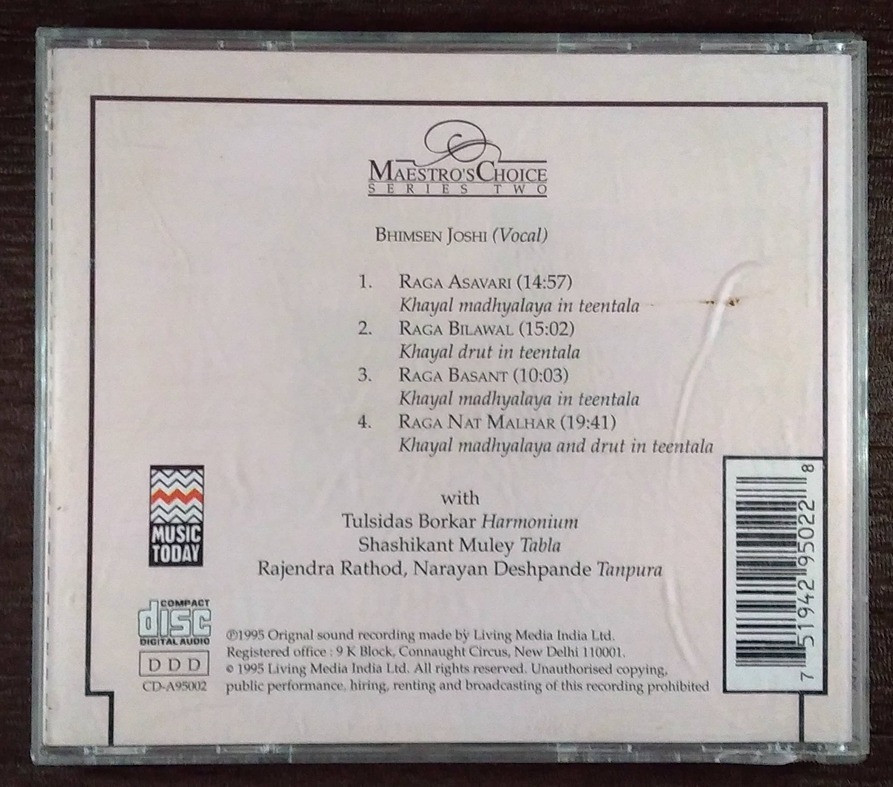 MAESTRO'S CHOICE
SERIES TWO
BHIMSEN JOSHI (Vocal)
1. RAGA ASAVARI (14:57)
Khayal madhyalaya in teentala
2. RAGA BILAWAL (15:02)
Khayal drut in teentala
3. RAGA BASANT (10:03)
Khayal madhyalaya in teentala
4. RAGA NAT MALHAR (19:41)
Khayal madhyalaya and drut in teentala
with
Tulsidas Borkar Harmonium
Shashikant Muley Tabla
Rajendra Rathod, Narayan Deshpande Tanpura
MUSIC
TODAY
COMPACT
disc
DIGITAL AUDIO
DDD
CD-A95002
℗1995 Orignal sound recording made by Living Media India Ltd.
Registered office : 9 K Block, Connaught Circus, New Delhi 110001.
© 1995 Living Media India Ltd. All rights reserved. Unauthorised copying,
public performance, hiring, renting and broadcasting of this recording prohibited
7 51942 95022 8